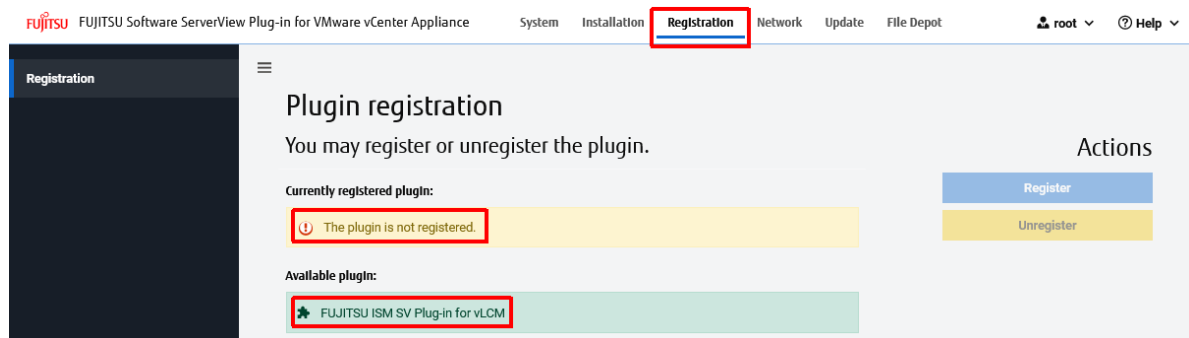 FUJITSU FUJITSU Software ServerView Plug-in for VMware vCenter Appliance System Installation Registration Network Update File Depot root Help
Registration
Plugin registration
You may register or unregister the plugin.
Actions
Currently registered plugin:
Register
The plugin is not registered.
Unregister
Available plugin:
FUJITSU ISM SV Plug-in for vLCM